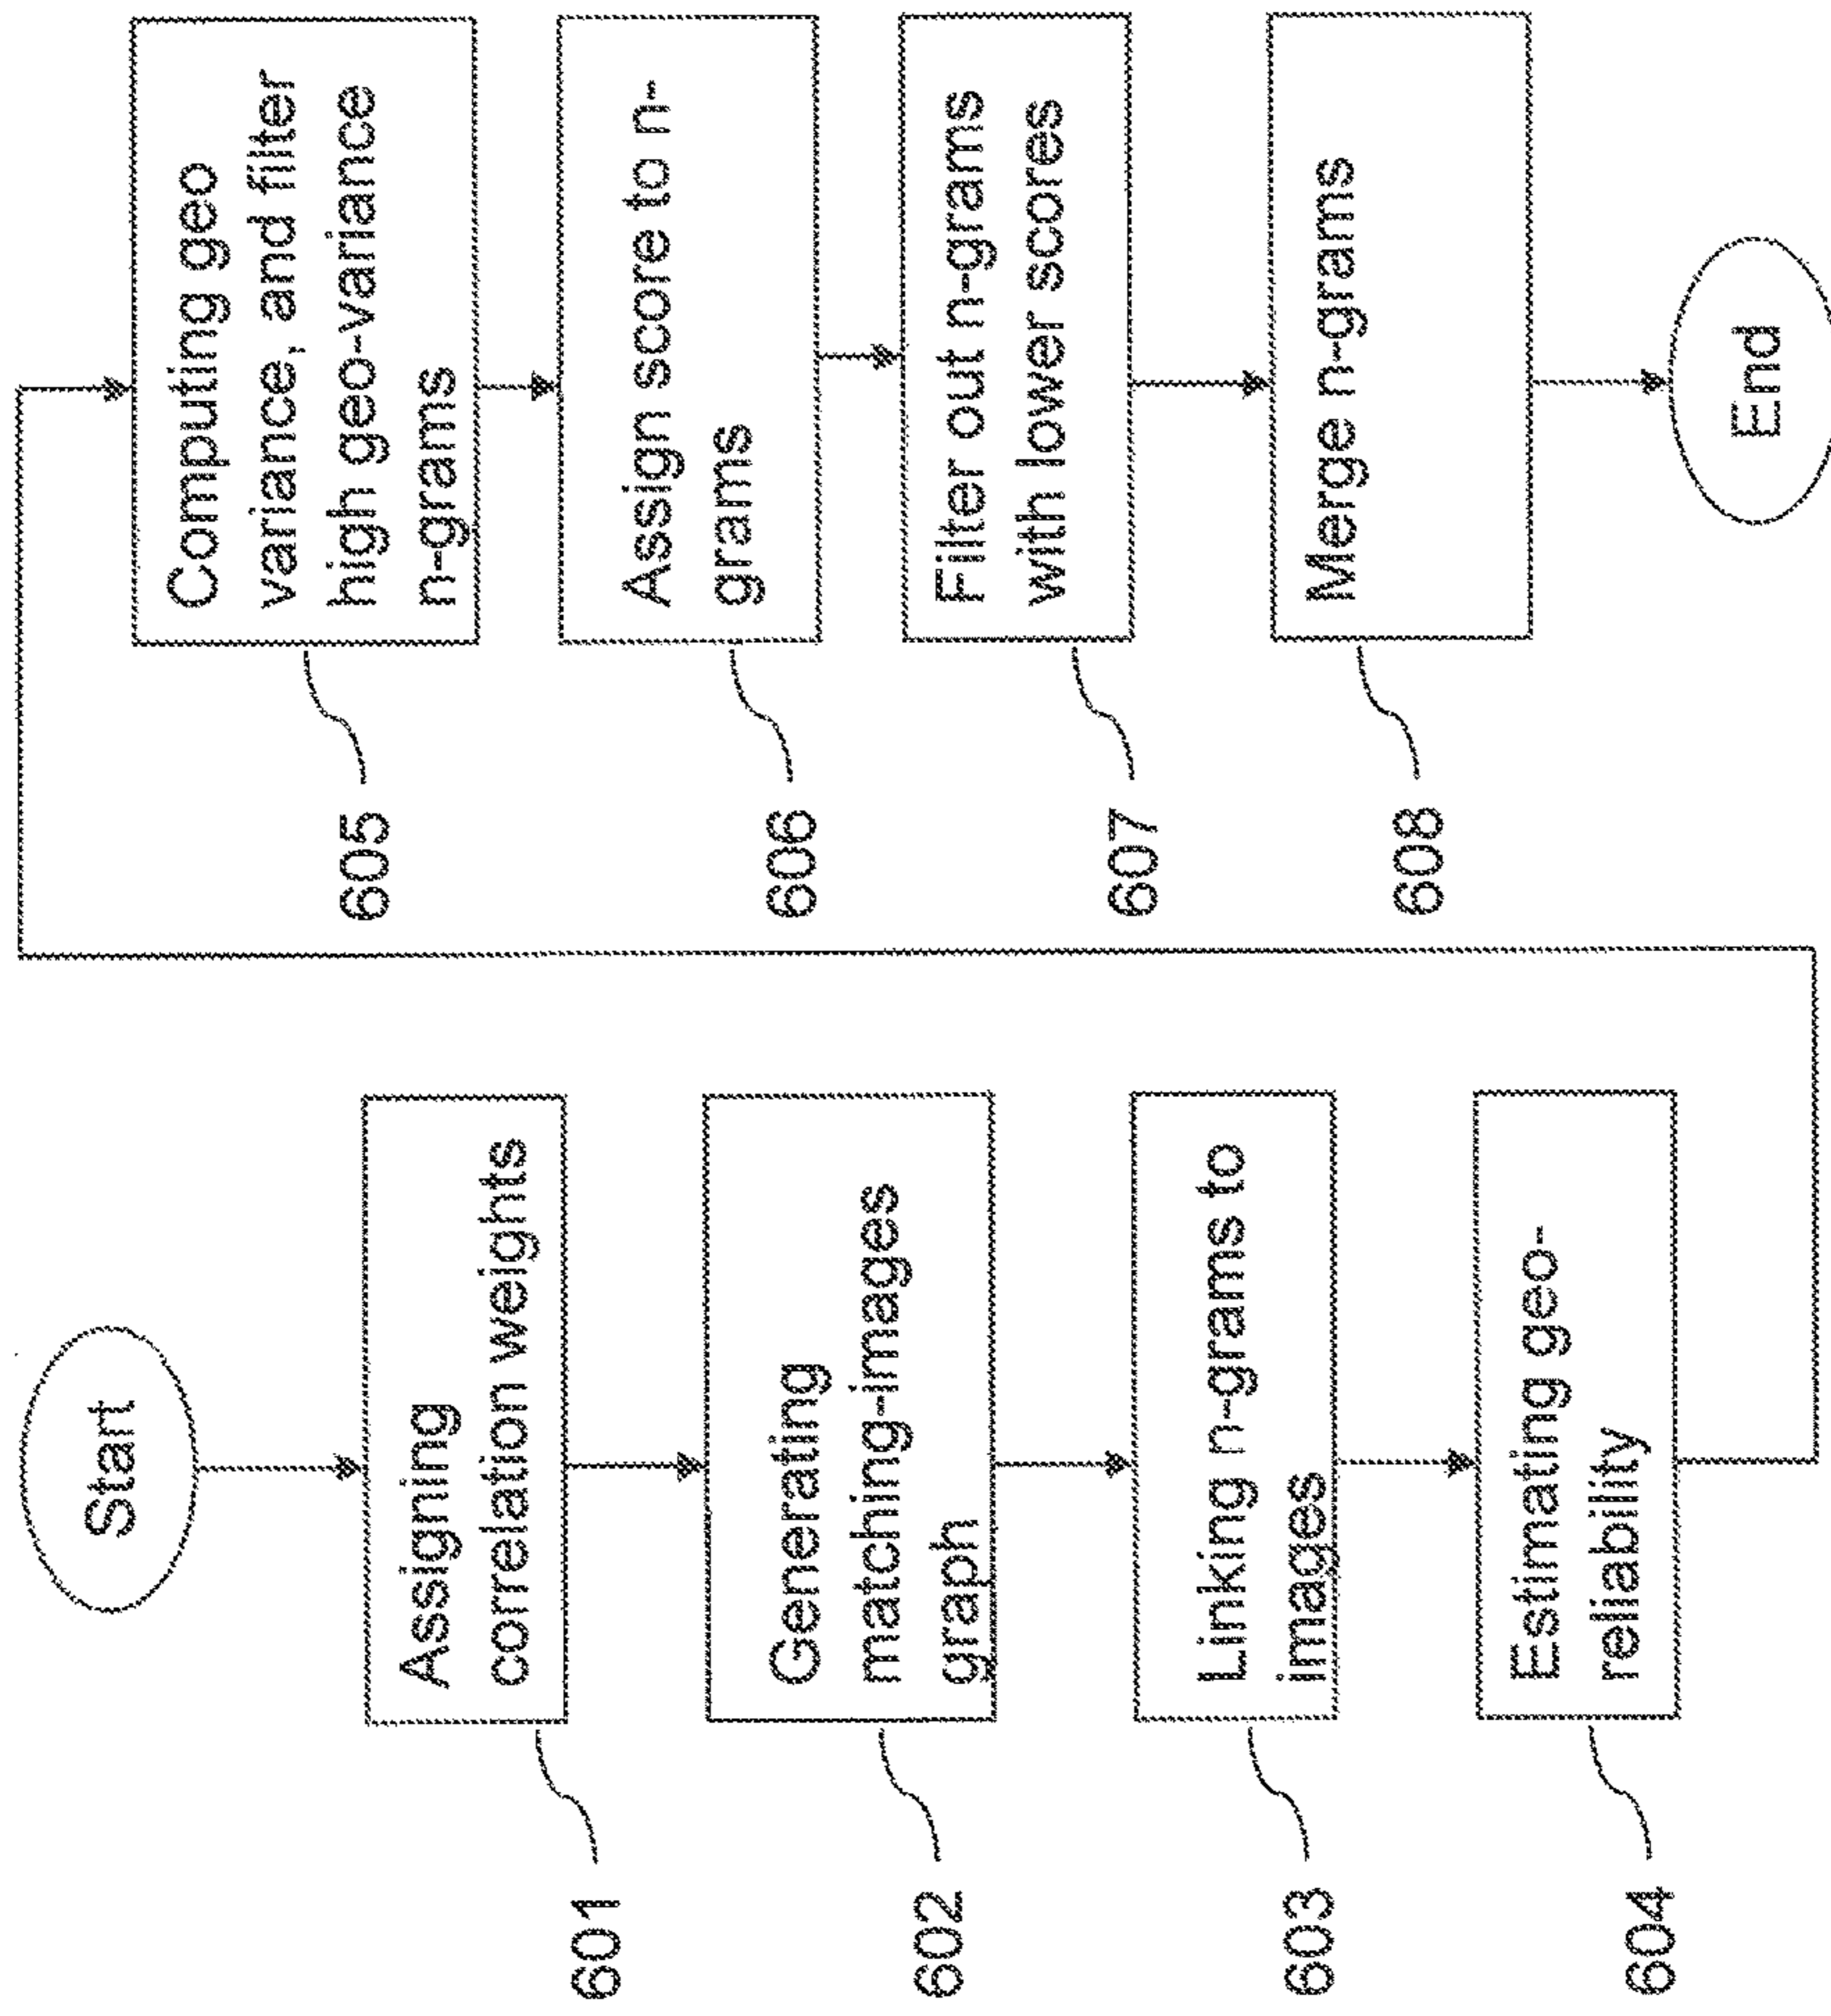 Start
Assigning
correlation weights
601
Generating
matching-images
graph
602
Linking n-grams to
images
603
Estimating geo-
reliability
604
Computing geo
variance, and filter
high geo-variance
n-grams
605
Assign score to n-
grams
606
Filter out n-grams
with lower scores
607
Merge n-grams
608
End